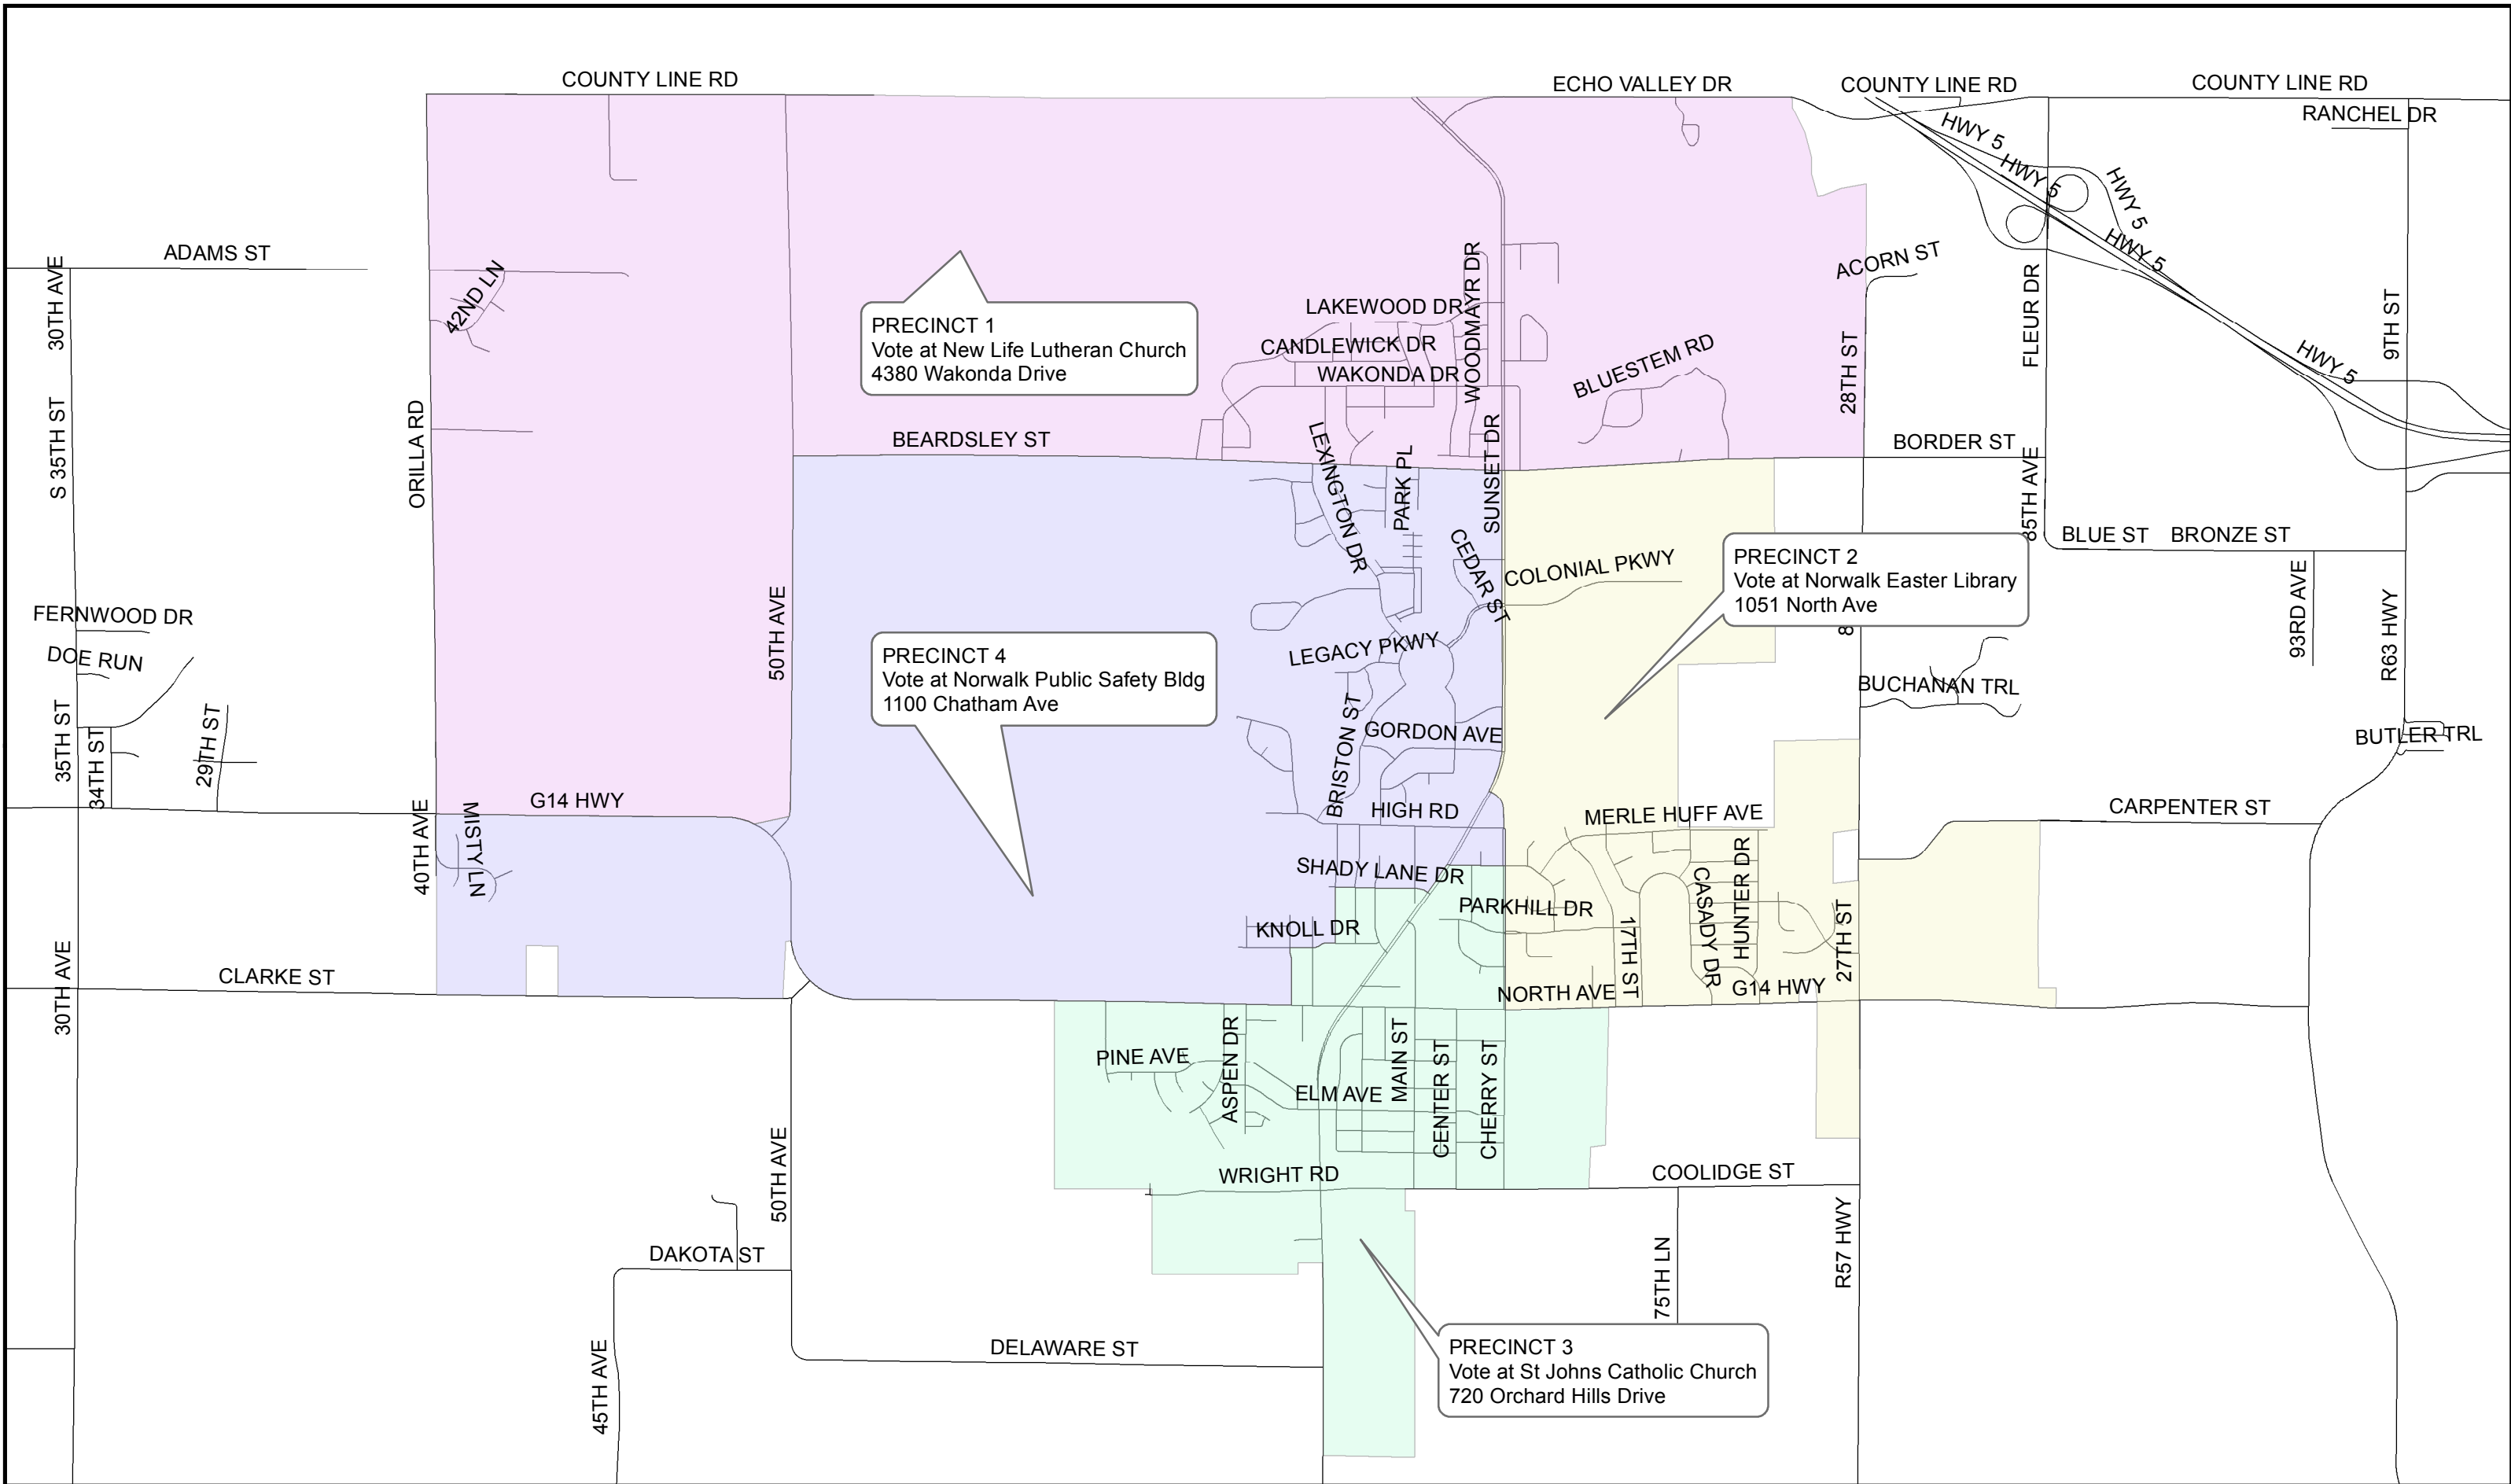 COUNTY LINE RD
ECHO VALLEY DR
COUNTY LINE RD
COUNTY LINE RD
RANCHEL DR
HWY 5
HWY 5
HWY 5
HWY 5
HWY 5
ADAMS ST
30TH AVE
42ND LN
ACORN ST
FLEUR DR
9TH ST
28TH ST
LAKEWOOD DR
WOODMAYR DR
CANDLEWICK DR
WAKONDA DR
BLUESTEM RD
PRECINCT 1
Vote at New Life Lutheran Church
4380 Wakonda Drive
S 35TH ST
ORILLA RD
BEARDSLEY ST
LEXINGTON DR
PARK PL
SUNSET DR
BORDER ST
85TH AVE
BLUE ST
BRONZE ST
CEDAR ST
COLONIAL PKWY
PRECINCT 2
Vote at Norwalk Easter Library
1051 North Ave
8
93RD AVE
R63 HWY
FERNWOOD DR
DOE RUN
50TH AVE
PRECINCT 4
Vote at Norwalk Public Safety Bldg
1100 Chatham Ave
LEGACY PKWY
BUCHANAN TRL
BUTLER TRL
35TH ST
34TH ST
29TH ST
BRISTON ST
GORDON AVE
G14 HWY
HIGH RD
MERLE HUFF AVE
CARPENTER ST
40TH AVE
MISTY LN
SHADY LANE DR
PARKHILL DR
17TH ST
CASADY DR
HUNTER DR
27TH ST
KNOLL DR
30TH AVE
CLARKE ST
NORTH AVE
G14 HWY
30TH AVE
PINE AVE
ASPEN DR
ELM AVE
MAIN ST
CENTER ST
CHERRY ST
50TH AVE
WRIGHT RD
COOLIDGE ST
R57 HWY
75TH LN
DAKOTA ST
45TH AVE
DELAWARE ST
PRECINCT 3
Vote at St Johns Catholic Church
720 Orchard Hills Drive